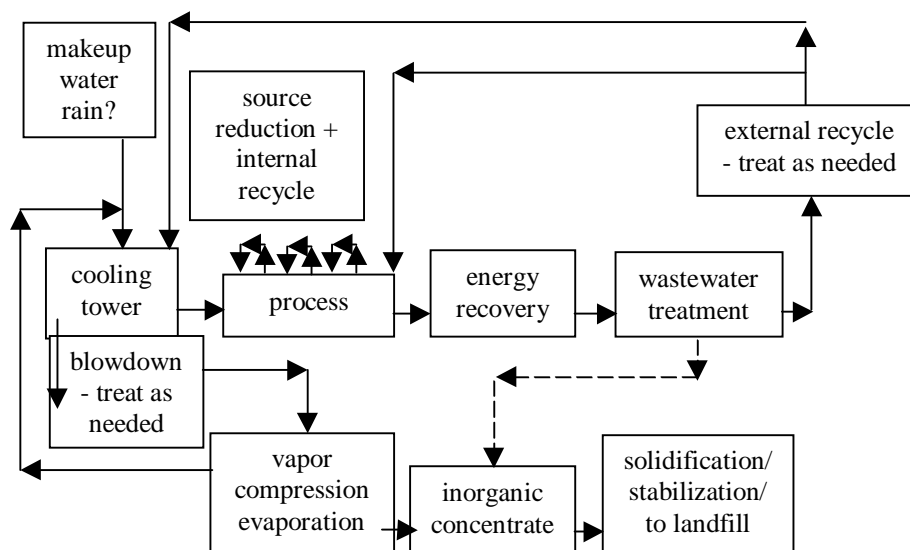 makeup
water
rain?
source
reduction +
internal
recycle
external recycle
- treat as needed
cooling
tower
process
energy
recovery
wastewater
treatment
blowdown
- treat as
needed
vapor
compression
evaporation
inorganic
concentrate
solidification/
stabilization/
to landfill